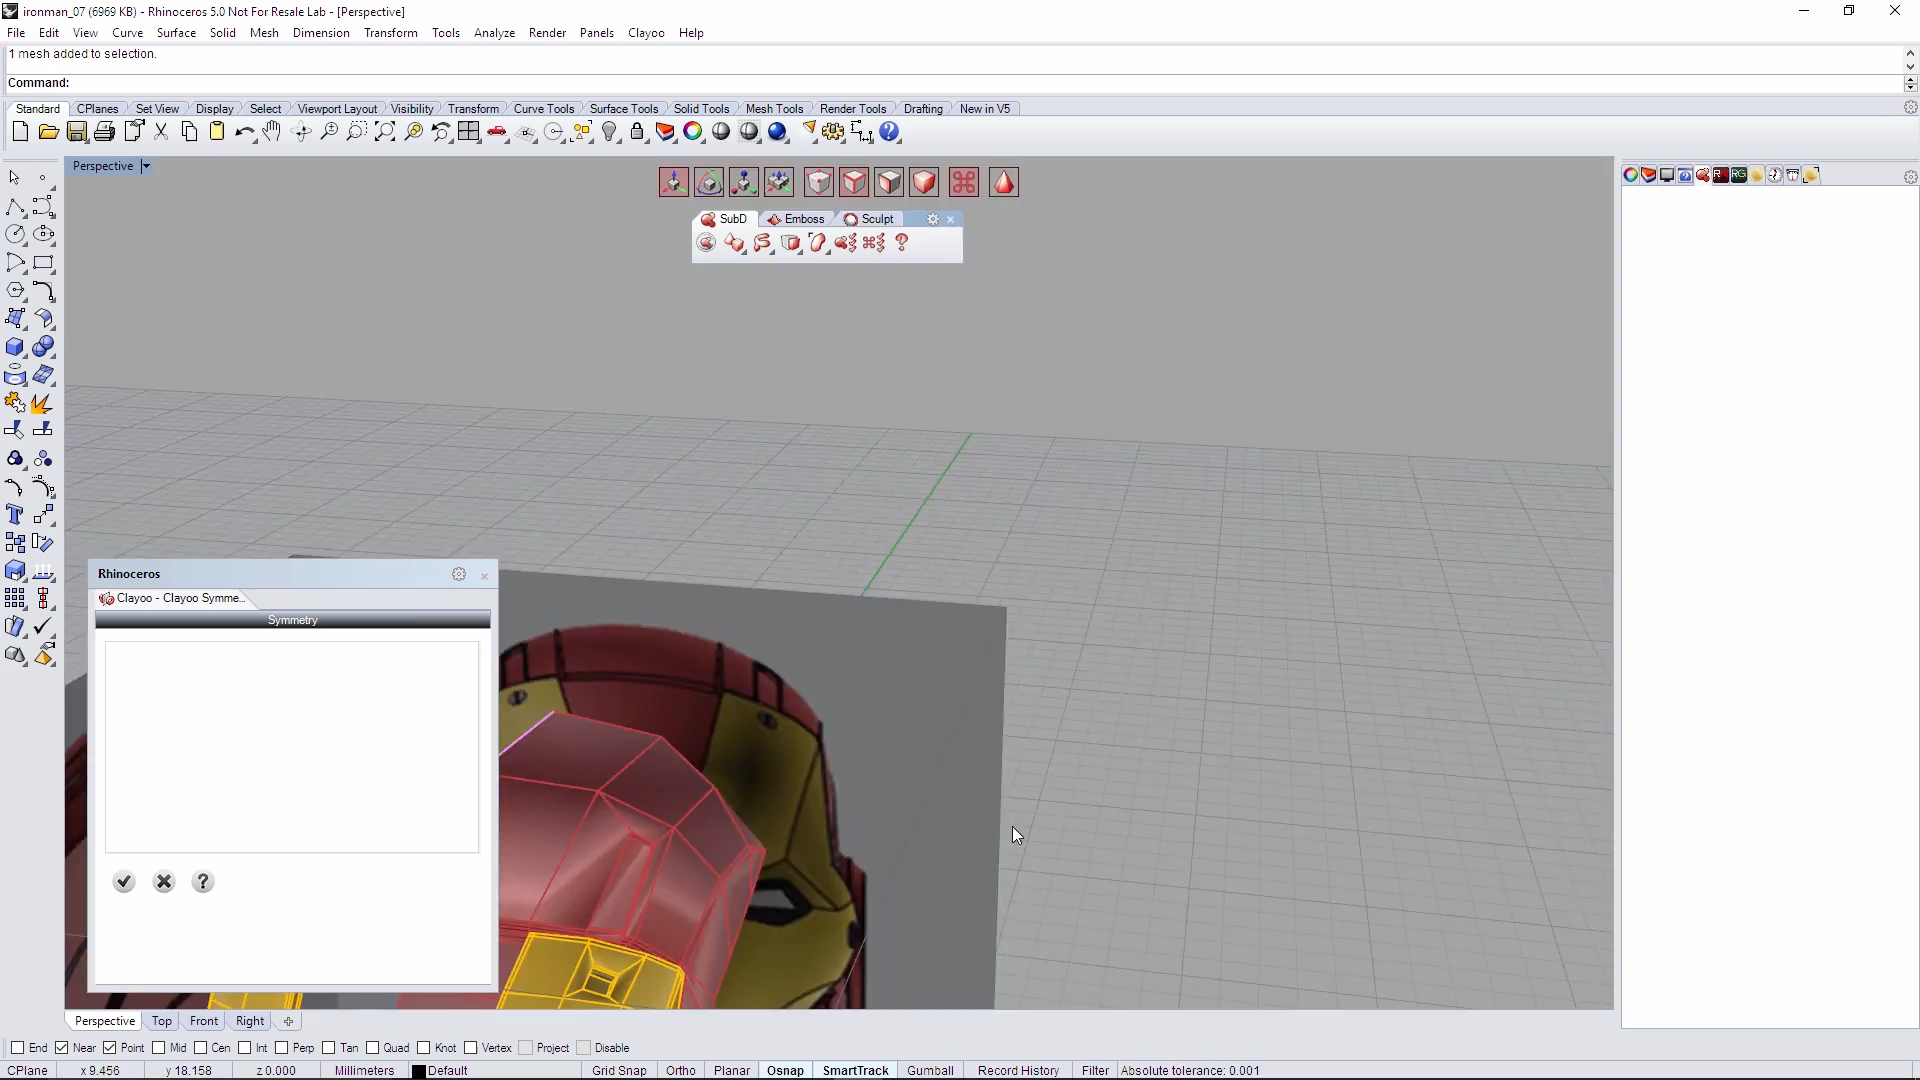 ironman_07 (6969 KB) - Rhinoceros 5.0 Not For Resale Lab - [Perspective]
File Edit View Curve Surface Solid Mesh Dimension Transform Tools Analyze Render Panels Clayoo Help
1 mesh added to selection.
Command:
Standard CPlanes Set View Display Select Viewport Layout Visibility Transform Curve Tools Surface Tools Solid Tools Mesh Tools Render Tools Drafting New in V5
Perspective
SubD Emboss Sculpt
Rhinoceros
Clayoo - Clayoo Symme...
Symmetry
Perspective Top Front Right
End Near Point Mid Cen Int Perp Tan Quad Knot Vertex Project Disable
CPlane x 9.456 y 18.158 z 0.000 Millimeters Default Grid Snap Ortho Planar Osnap SmartTrack Gumball Record History Filter Absolute tolerance: 0.001